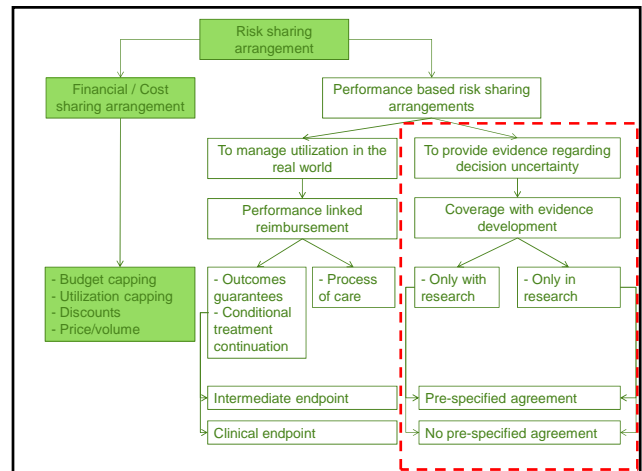 Risk sharing
arrangement
Financial / Cost
sharing arrangement
Performance based risk sharing
arrangements
To manage utilization in the
real world
To provide evidence regarding
decision uncertainty
Performance linked
reimbursement
Coverage with evidence
development
- Budget capping
- Utilization capping
- Discounts
- Price/volume
- Outcomes
guarantees
- Conditional
treatment
continuation
- Process
of care
- Only with
research
- Only in
research
Intermediate endpoint
Pre-specified agreement
Clinical endpoint
No pre-specified agreement